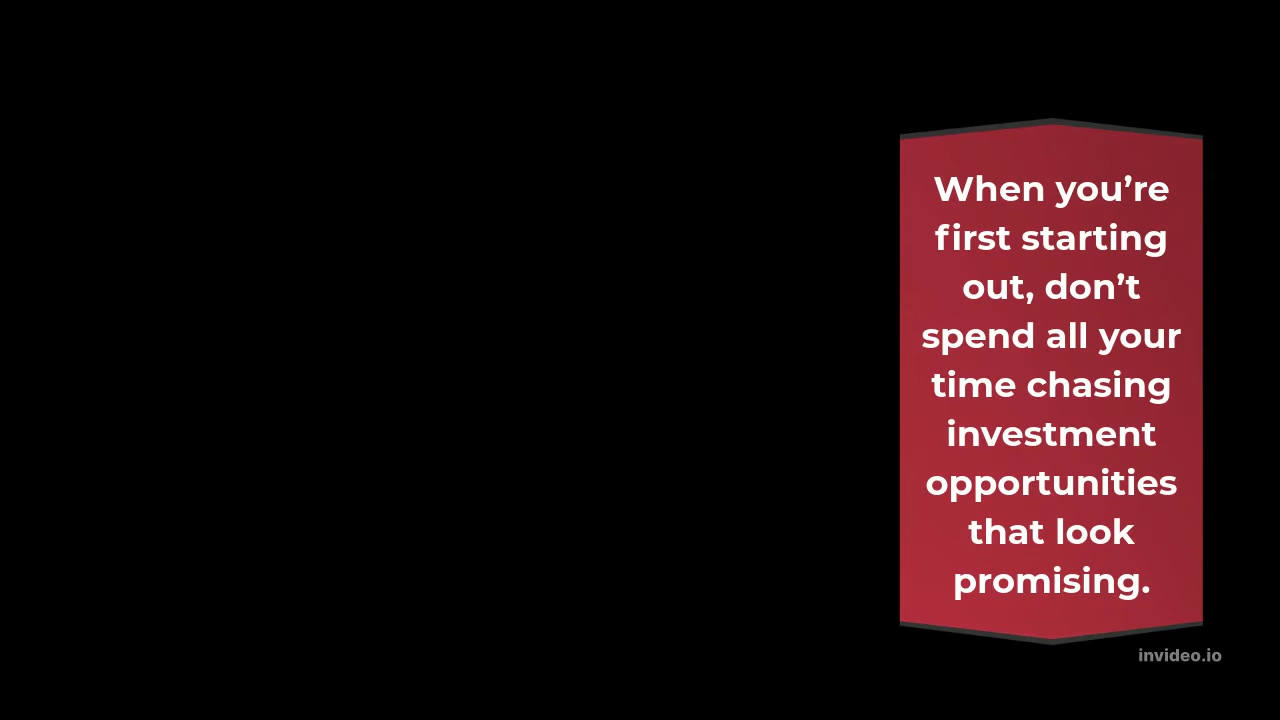 When you’re
first starting
out, don’t
spend all your
time chasing
investment
opportunities
that look
promising.
invideo.io